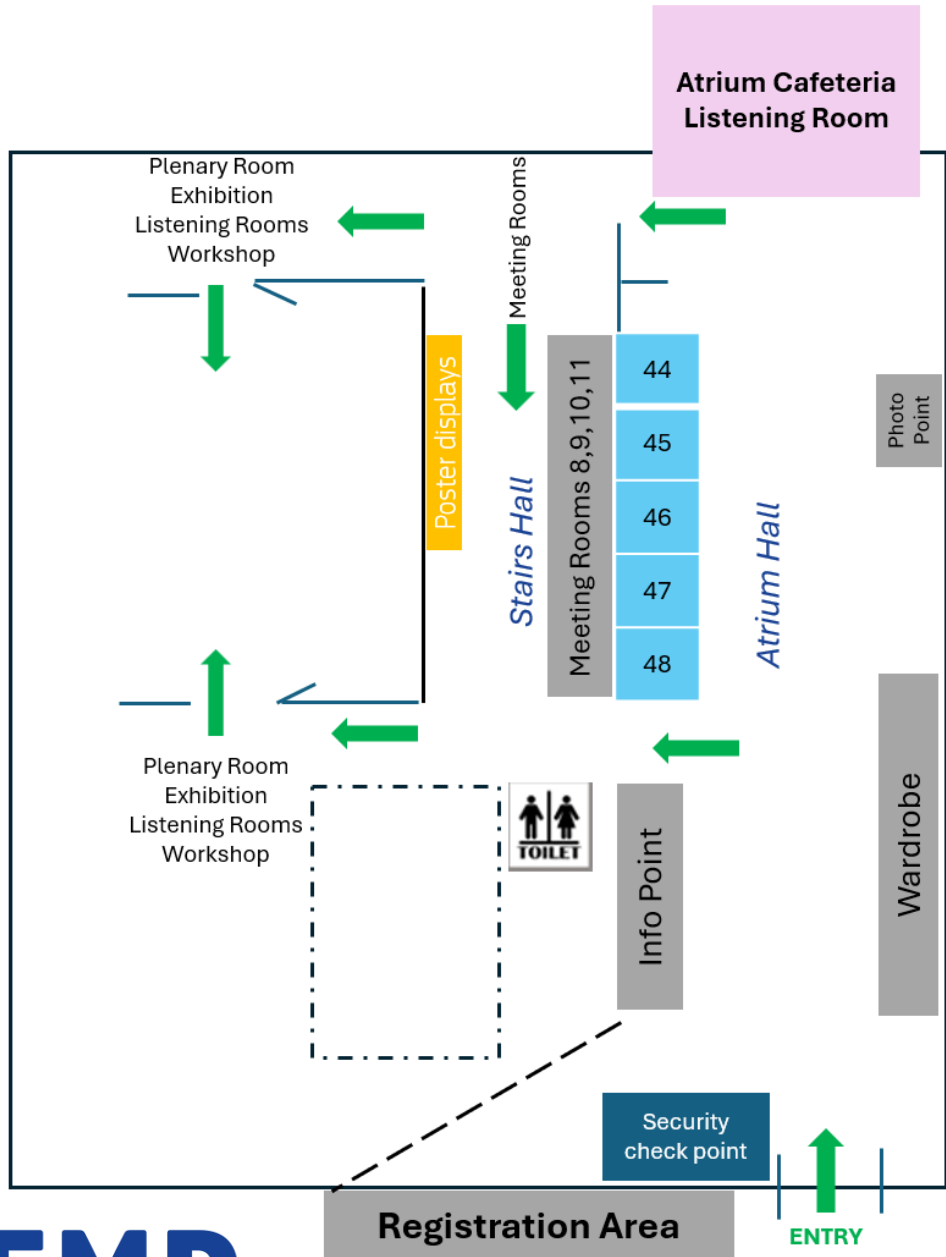 Atrium Cafeteria
Listening Room
Plenary Room
Exhibition
Listening Rooms
Workshop
Meeting Rooms
Poster displays
Stairs Hall
Meeting Rooms 8,9,10,11
44
45
46
47
48
Atrium Hall
Photo
Point
Plenary Room
Exhibition
Listening Rooms
Workshop
TOILET
Info Point
Wardrobe
Security
check point
Registration Area
ENTRY